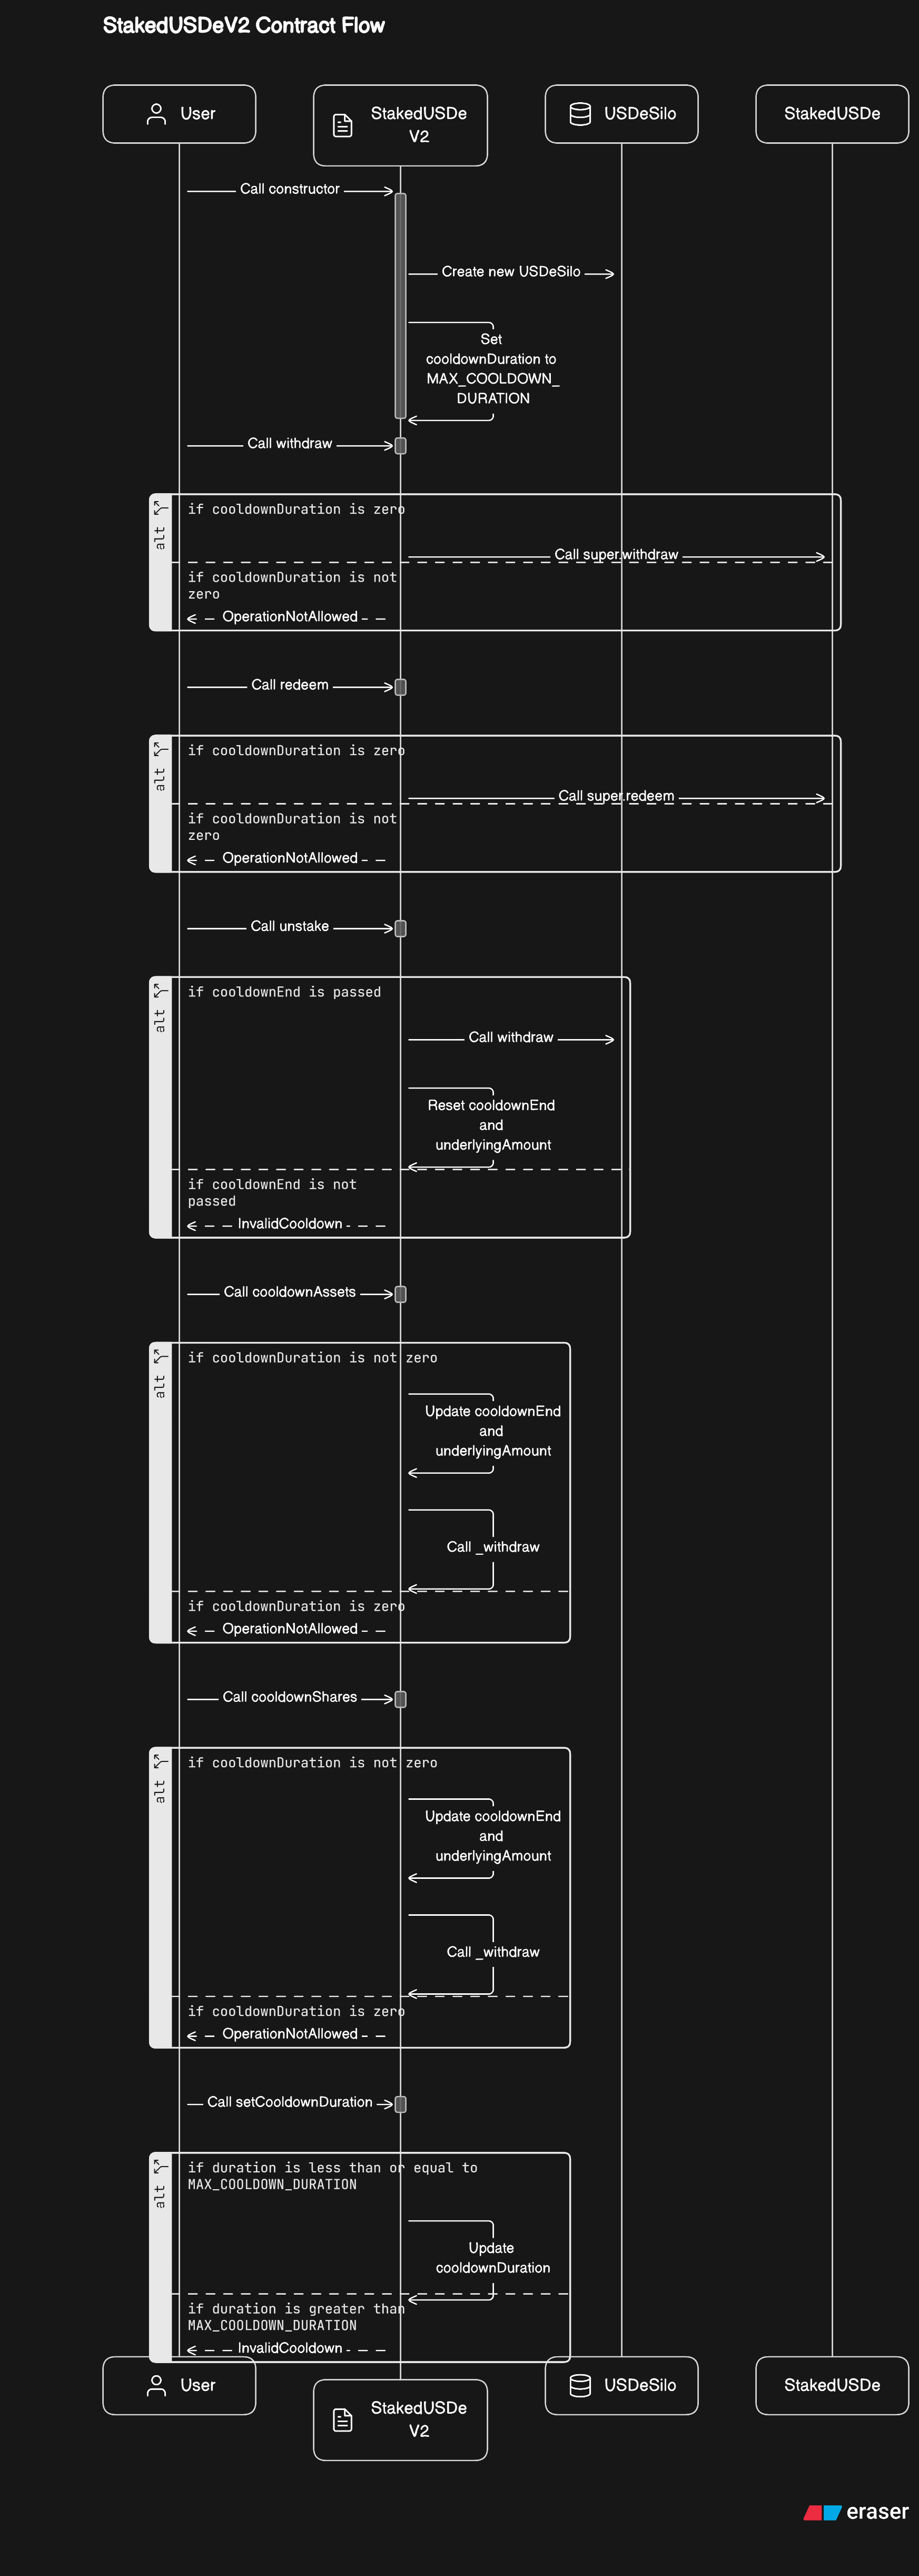 StakedUSDeV2 Contract Flow
User
StakedUSDe
V2
USDeSilo
StakedUSDe
Call constructor
Create new USDeSilo
Set
cooldownDuration to
MAX_COOLDOWN_
DURATION
Call withdraw
alt
if cooldownDuration is zero
Call super.withdraw
if cooldownDuration is not
zero
OperationNotAllowed
Call redeem
alt
if cooldownDuration is zero
Call super.redeem
if cooldownDuration is not
zero
OperationNotAllowed
Call unstake
alt
if cooldownEnd is passed
Call withdraw
Reset cooldownEnd
and
underlyingAmount
if cooldownEnd is not
passed
InvalidCooldown
Call cooldownAssets
alt
if cooldownDuration is not zero
Update cooldownEnd
and
underlyingAmount
Call _withdraw
if cooldownDuration is zero
OperationNotAllowed
Call cooldownShares
alt
if cooldownDuration is not zero
Update cooldownEnd
and
underlyingAmount
Call _withdraw
if cooldownDuration is zero
OperationNotAllowed
Call setCooldownDuration
alt
if duration is less than or equal to
MAX_COOLDOWN_DURATION
Update
cooldownDuration
if duration is greater than
MAX_COOLDOWN_DURATION
InvalidCooldown
User
StakedUSDe
V2
USDeSilo
StakedUSDe
eraser